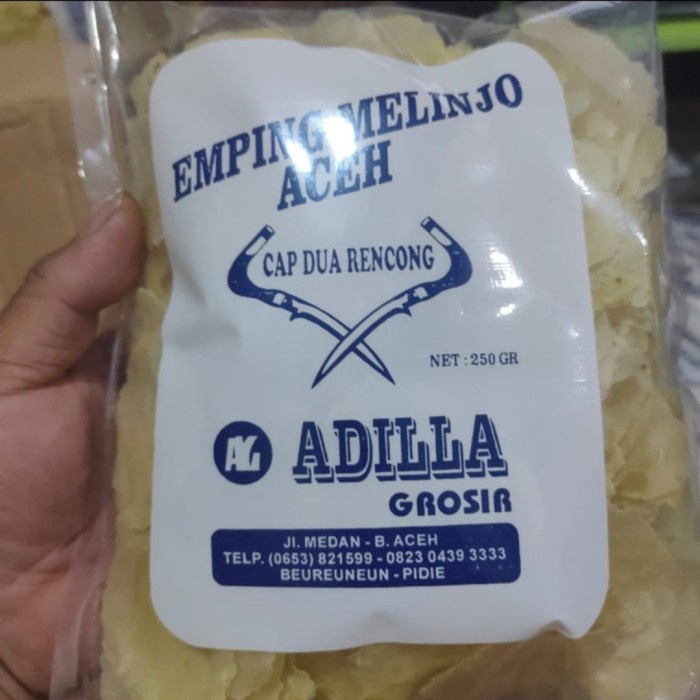 EMPING MELINJO
ACEH
CAP DUA RENCONG
NET : 250 GR
AG ADILLA
GROSIR
Jl. MEDAN - B. ACEH
TELP. (0653) 821599 - 0823 0439 3333
BEUREUNEUN - PIDIE